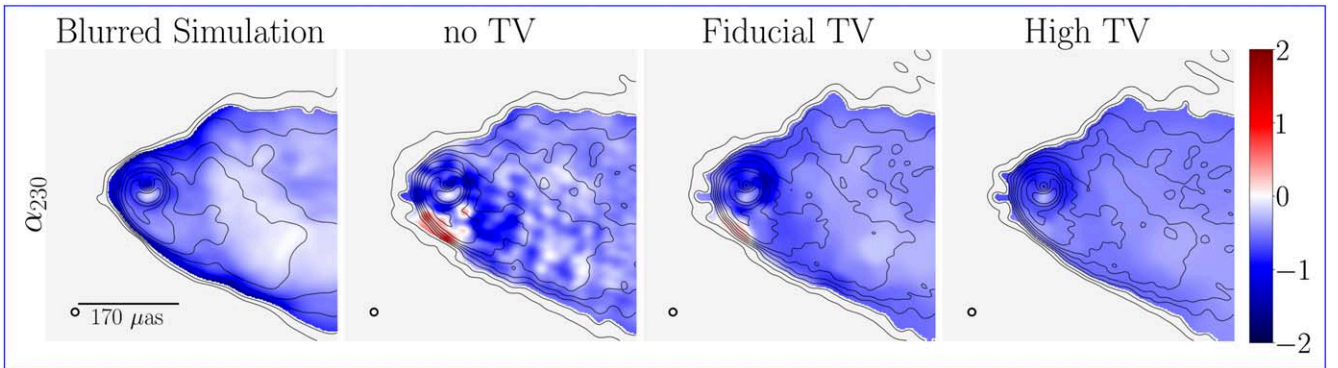 Blurred Simulation no TV Fiducial TV High TV
α230
170 μas
2
1
0
−1
−2